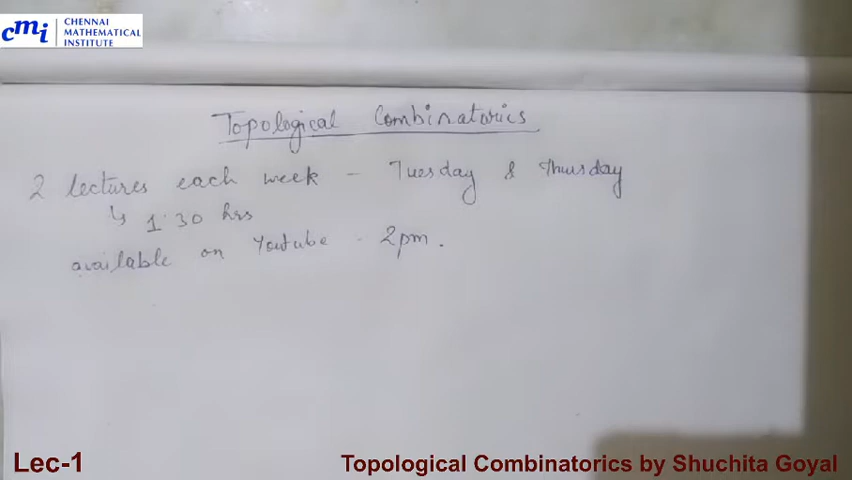 cmi
CHENNAI
MATHEMATICAL
INSTITUTE
Topological Combinatorics
2 lectures each week - Tuesday & Thursday
↳ 1:30 hrs
available on Youtube - 2pm.
Lec-1
Topological Combinatorics by Shuchita Goyal